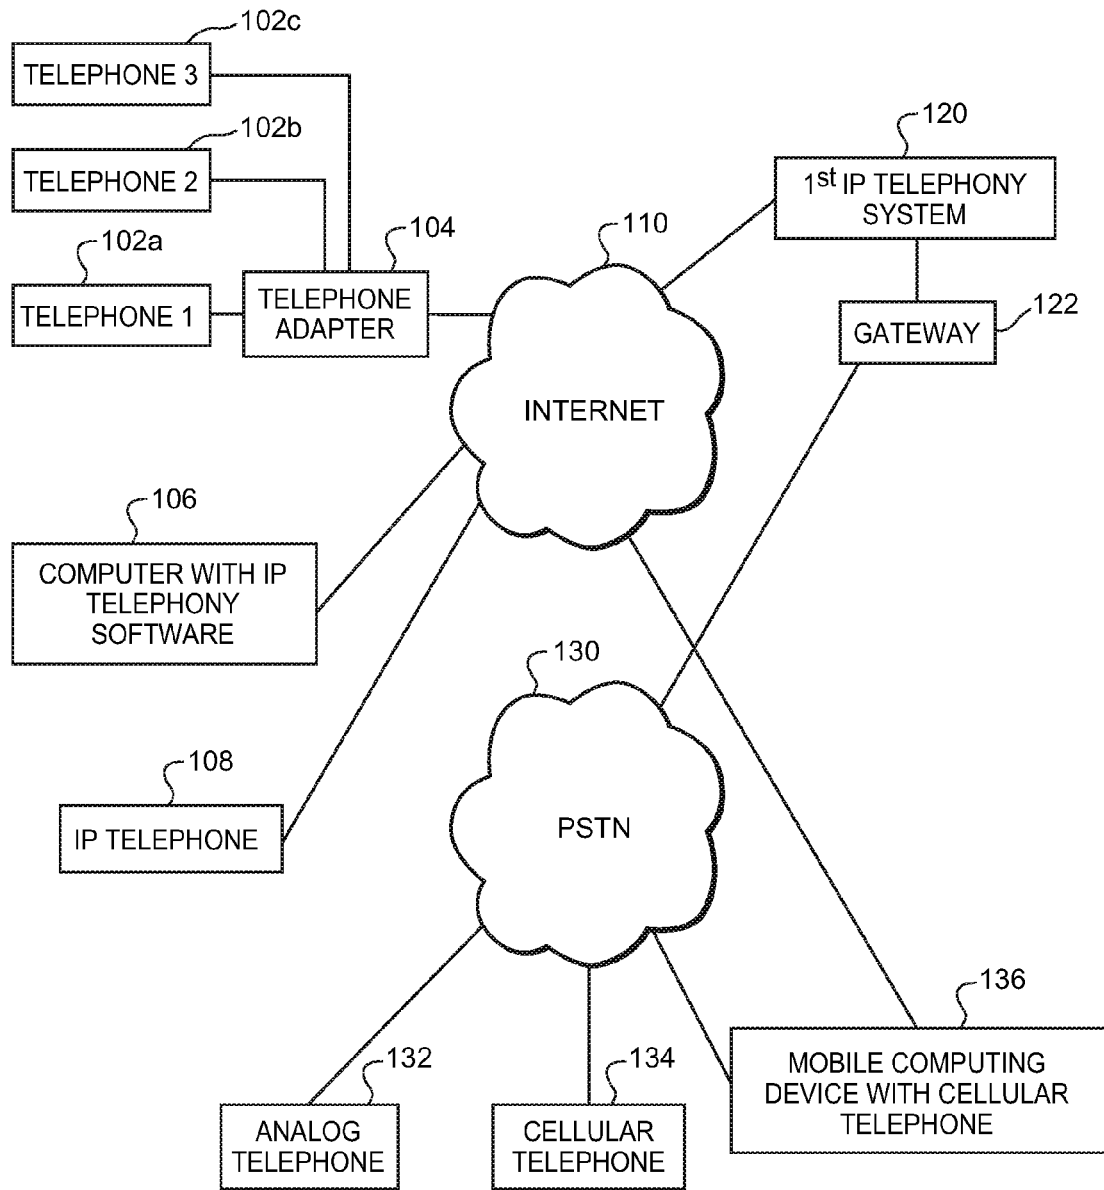 102c
TELEPHONE 3
102b
TELEPHONE 2
102a
TELEPHONE 1
104
TELEPHONE
ADAPTER
110
INTERNET
120
1st IP TELEPHONY
SYSTEM
122
GATEWAY
106
COMPUTER WITH IP
TELEPHONY
SOFTWARE
108
IP TELEPHONE
130
PSTN
132
ANALOG
TELEPHONE
134
CELLULAR
TELEPHONE
136
MOBILE COMPUTING
DEVICE WITH CELLULAR
TELEPHONE